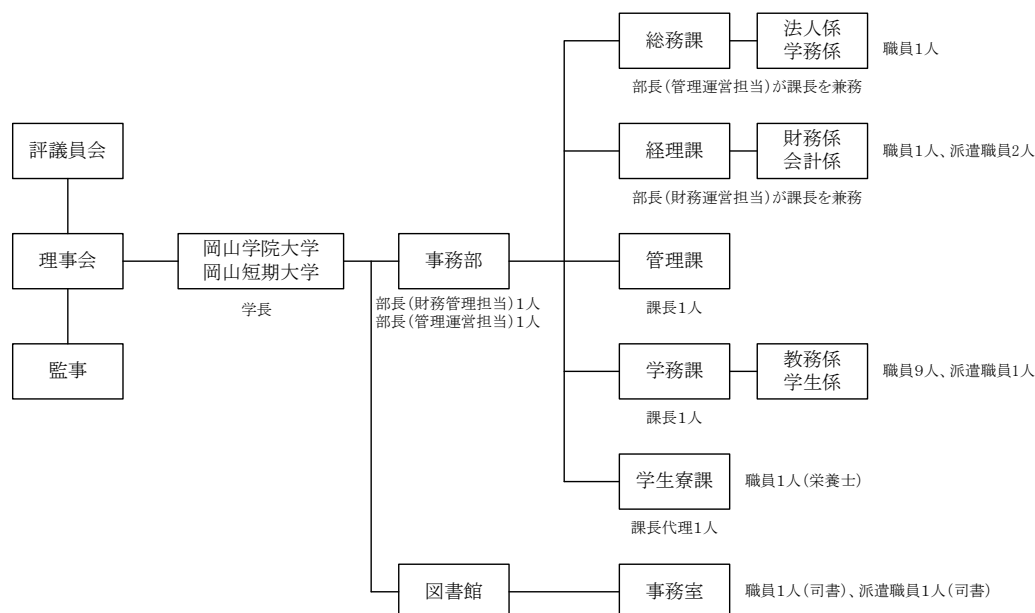 総務課
法人係
学務係
職員1人
部長(管理運営担当)が課長を兼務
評議員会
経理課
財務係
会計係
職員1人、派遣職員2人
部長(財務運営担当)が課長を兼務
理事会
岡山学院大学
岡山短期大学
学長
事務部
部長(財務管理担当)1人
部長(管理運営担当)1人
管理課
課長1人
監事
学務課
教務係
学生係
職員9人、派遣職員1人
課長1人
学生寮課
職員1人(栄養士)
課長代理1人
図書館
事務室
職員1人(司書)、派遣職員1人(司書)